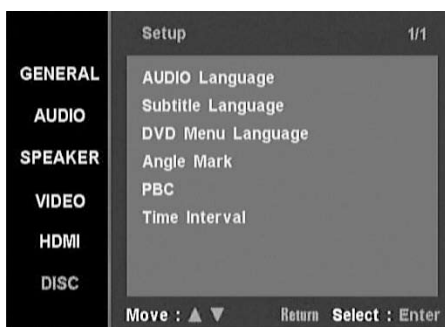 Setup 1/1
GENERAL
AUDIO
SPEAKER
VIDEO
HDMI
DISC
AUDIO Language
Subtitle Language
DVD Menu Language
Angle Mark
PBC
Time Interval
Move : ▲ ▼ Return Select : Enter